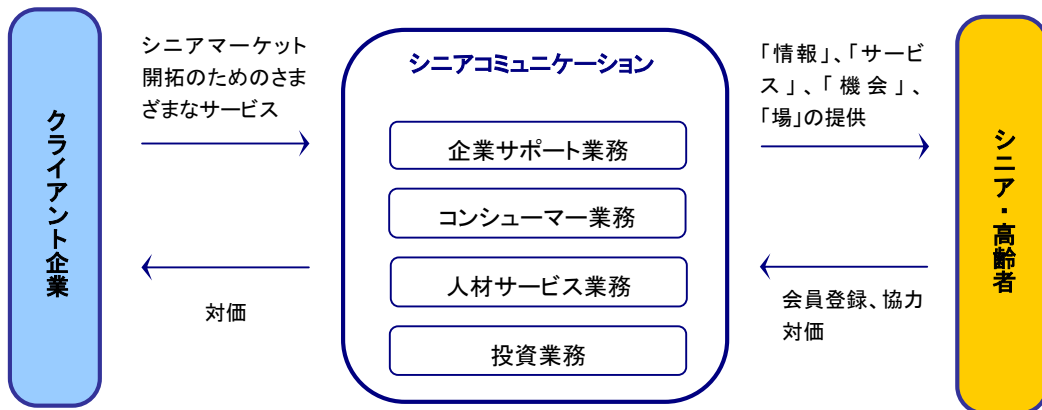 クライアント企業
シニアマーケット
開拓のためのさま
ざまなサービス
対価
シニアコミュニケーション
企業サポート業務
コンシューマー業務
人材サービス業務
投資業務
「情報」、「サービ
ス」、「機会」、
「場」の提供
会員登録、協力
対価
シニア・高齢者